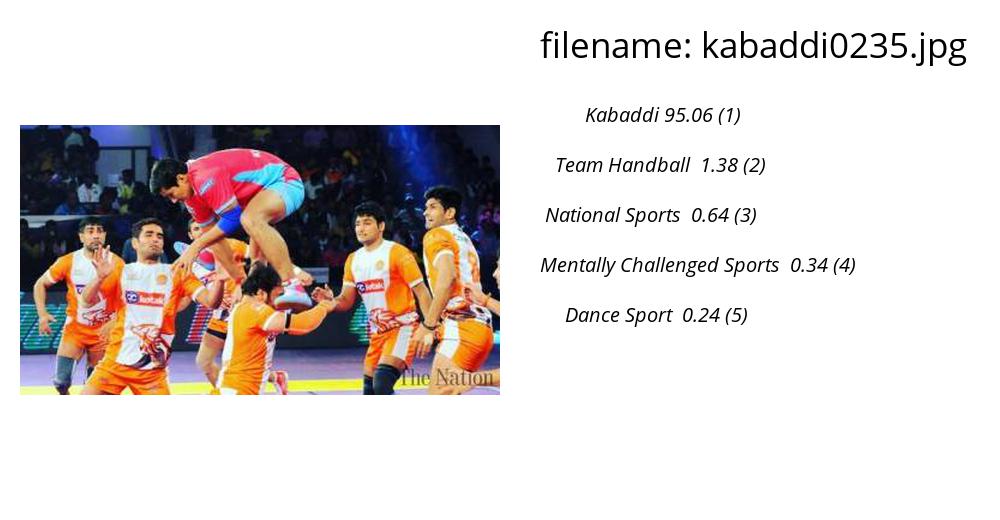 filename: kabaddi0235.jpg
Kabaddi 95.06 (1)
Team Handball 1.38 (2)
National Sports 0.64 (3)
Mentally Challenged Sports 0.34 (4)
Dance Sport 0.24 (5)
kotak
kotak
The Nation